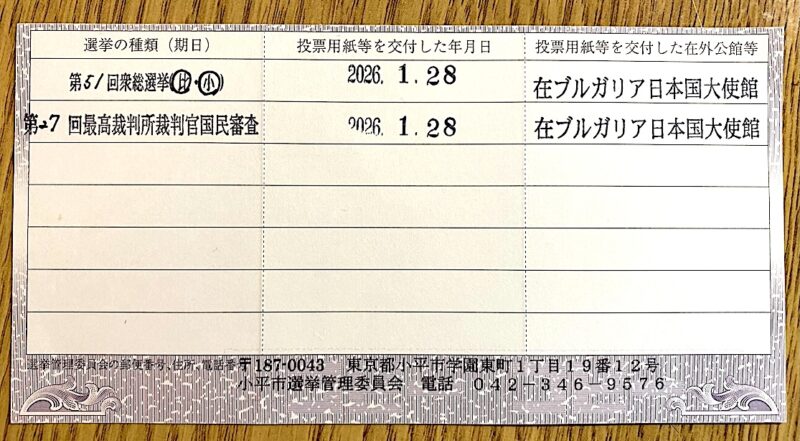 選挙の種類（期日） 投票用紙等を交付した年月日 投票用紙等を交付した在外公館等
第51回衆総選挙(比・小) 2026. 1. 28 在ブルガリア日本国大使館
第27回最高裁判所裁判官国民審査 2026. 1. 28 在ブルガリア日本国大使館
選挙管理委員会の郵便番号、住所、電話番号 〒187-0043 東京都小平市学園東町1丁目19番12号
小平市選挙管理委員会 電話 042-346-9576